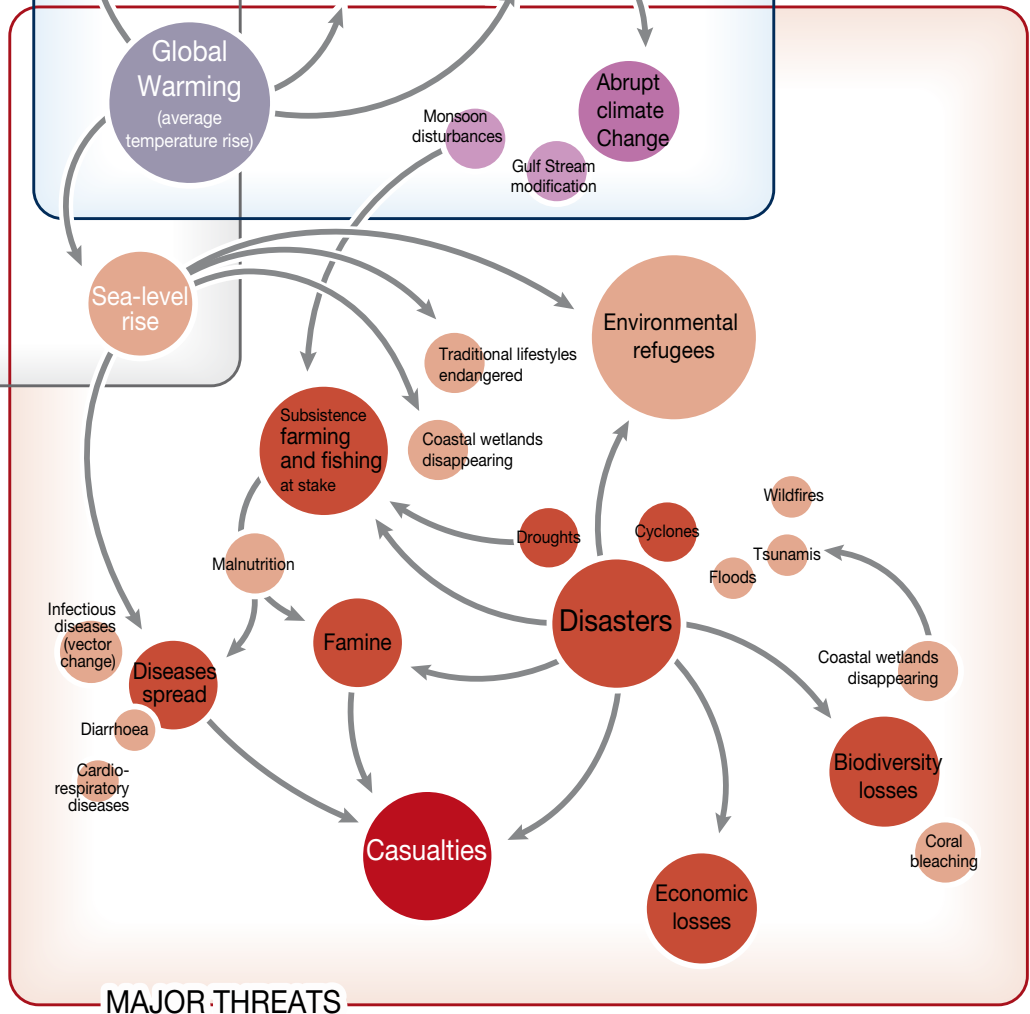 Global
Warming
(average
temperature rise)
Abrupt
climate
Change
Monsoon
disturbances
Gulf Stream
modification
Sea-level
rise
Environmental
refugees
Traditional lifestyles
endangered
Subsistence
farming
and fishing
at stake
Coastal wetlands
disappearing
Wildfires
Cyclones
Droughts
Tsunamis
Floods
Malnutrition
Disasters
Infectious
diseases
(vector
change)
Famine
Diseases
spread
Coastal wetlands
disappearing
Diarrhoea
Cardio-
respiratory
diseases
Biodiversity
losses
Casualties
Coral
bleaching
Economic
losses
MAJOR THREATS